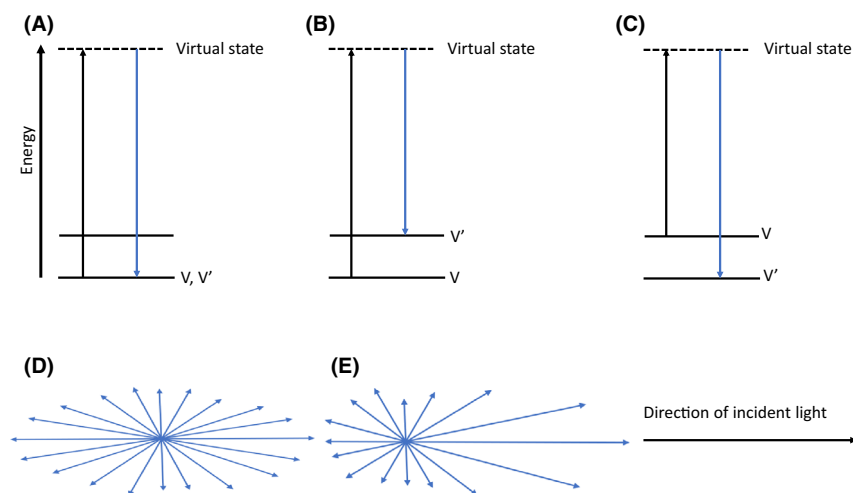 (A)
(B)
(C)
Virtual state
Virtual state
Virtual state
Energy
V’
V
V, V’
V
V’
(D)
(E)
Direction of incident light